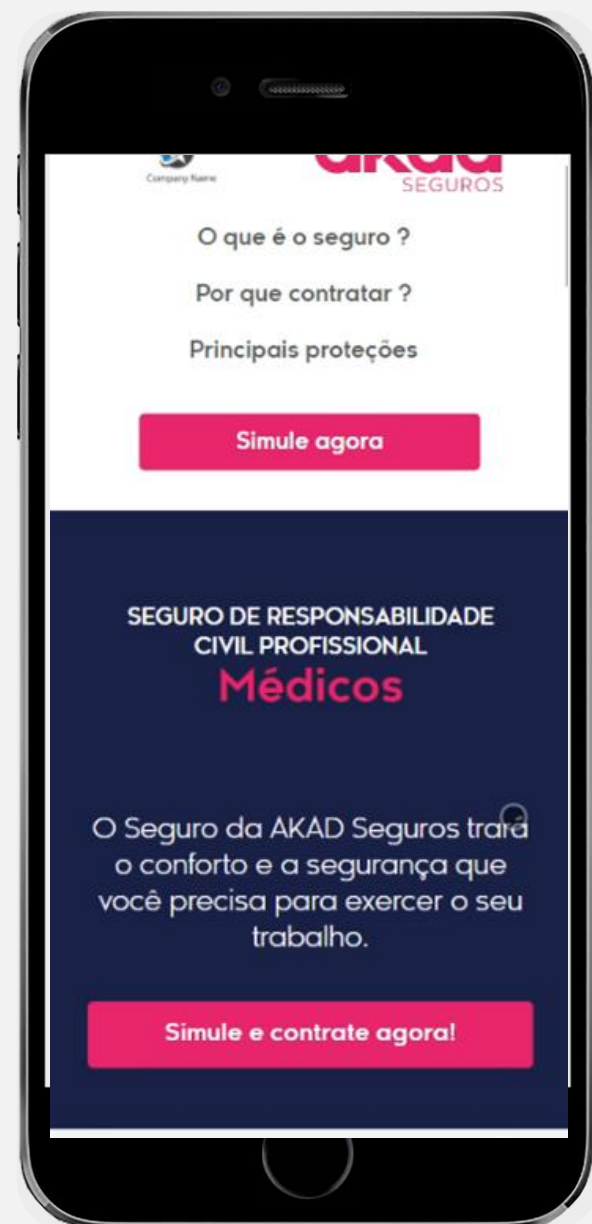 Company Name
akad
SEGUROS
O que é o seguro ?
Por que contratar ?
Principais proteções
Simule agora
SEGURO DE RESPONSABILIDADE
CIVIL PROFISSIONAL
Médicos
O Seguro da AKAD Seguros trará
o conforto e a segurança que
você precisa para exercer o seu
trabalho.
Simule e contrate agora!